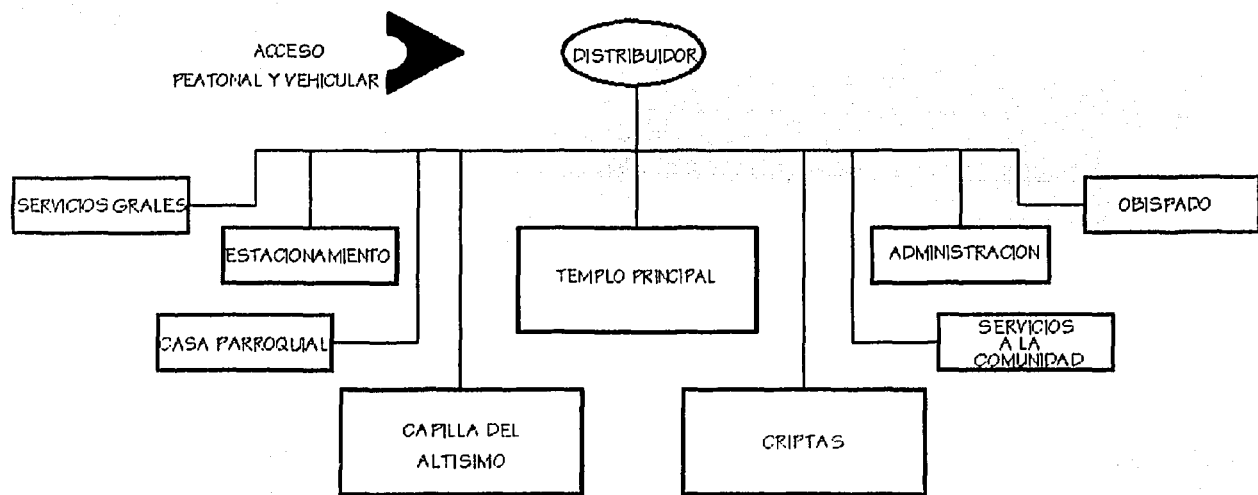 ACCESO
PEATONAL Y VEHICULAR
DISTRIBUIDOR
SERVICIOS GRALES
OBISPADO
ESTACIONAMIENTO
ADMINISTRACION
TEMPLO PRINCIPAL
CASA PARROQUIAL
SERVICIOS
A LA
COMUNIDAD
CAPILLA DEL
ALTISIMO
CRIPTAS